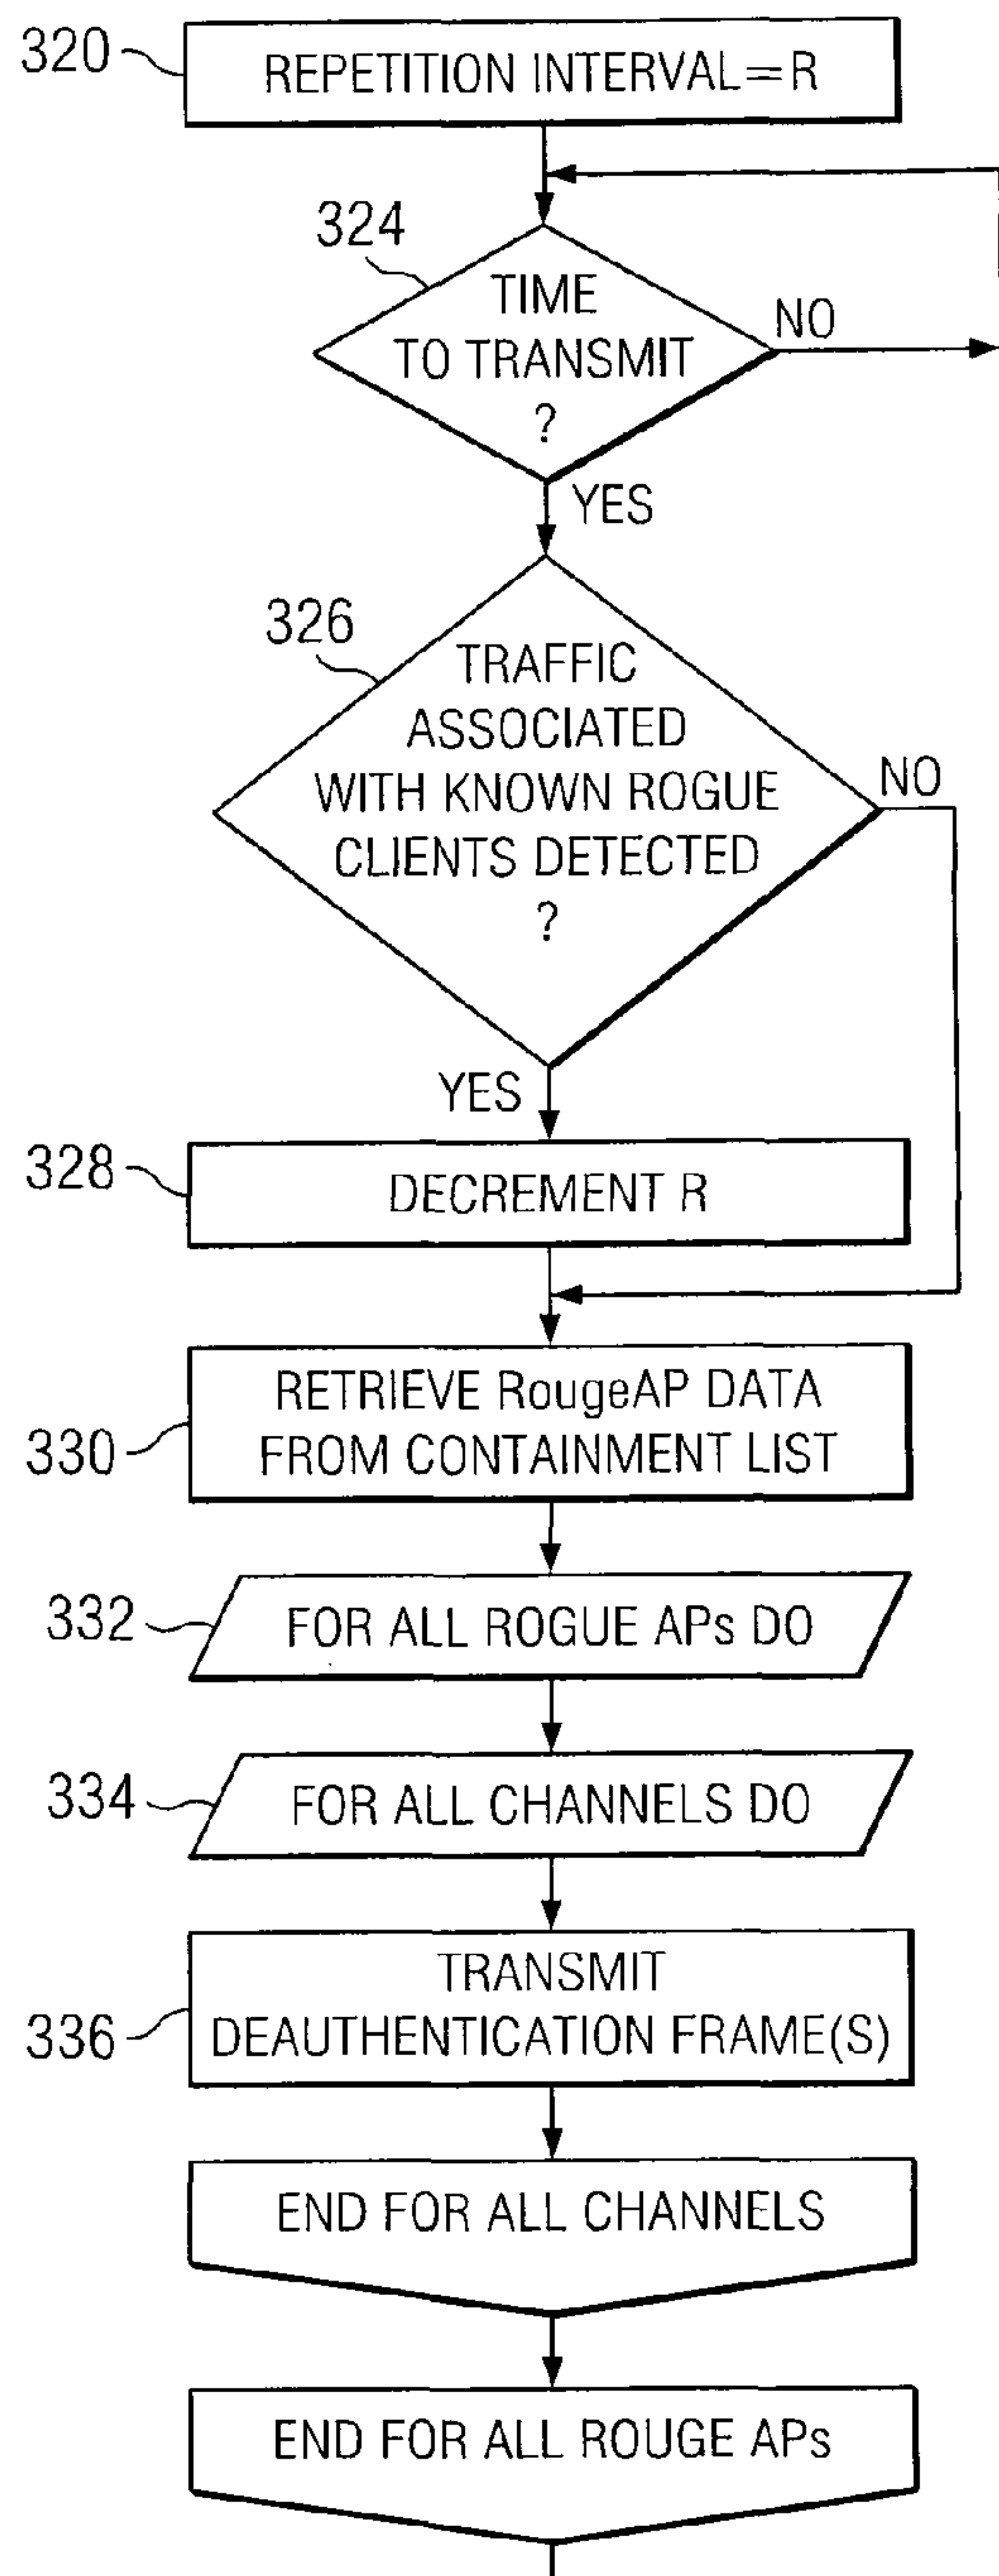 320
REPETITION INTERVAL=R
324
TIME
TO TRANSMIT
?
NO
YES
326
TRAFFIC
ASSOCIATED
WITH KNOWN ROGUE
CLIENTS DETECTED
?
NO
YES
328
DECREMENT R
330
RETRIEVE RougeAP DATA
FROM CONTAINMENT LIST
332
FOR ALL ROGUE APs DO
334
FOR ALL CHANNELS DO
336
TRANSMIT
DEAUTHENTICATION FRAME(S)
END FOR ALL CHANNELS
END FOR ALL ROUGE APs